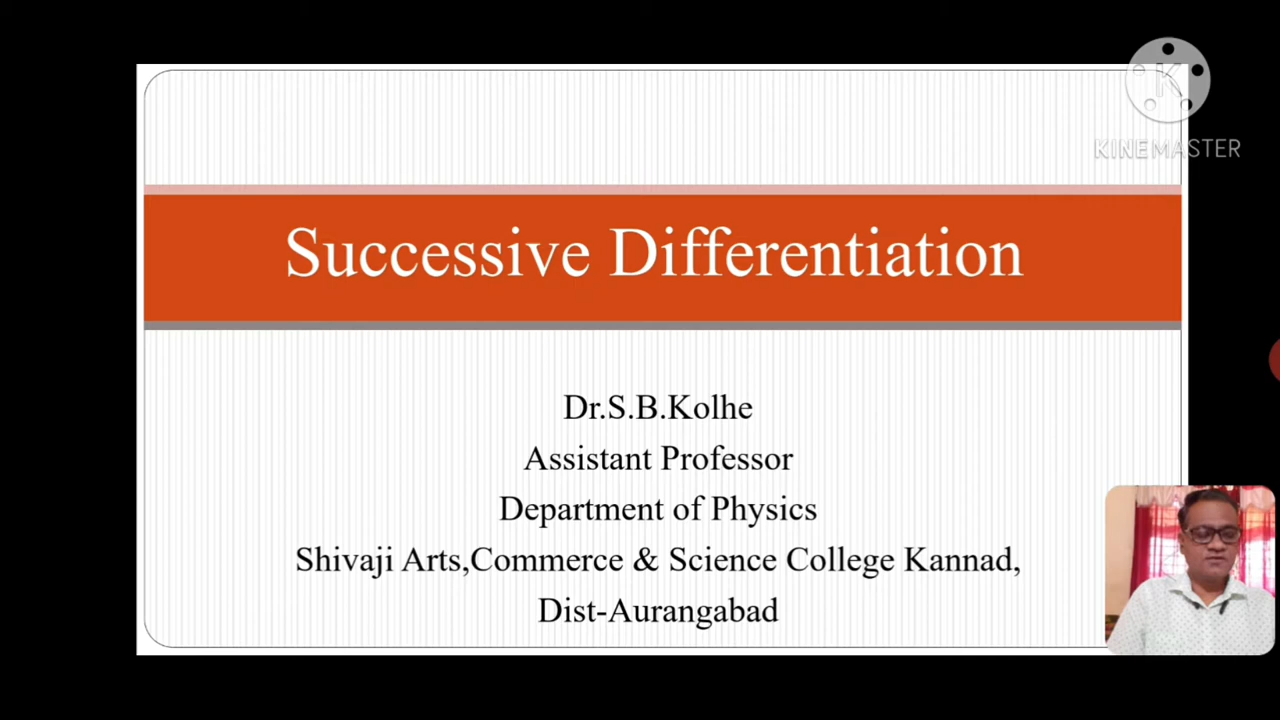 KINEMASTER
Successive Differentiation
Dr.S.B.Kolhe
Assistant Professor
Department of Physics
Shivaji Arts,Commerce & Science College Kannad,
Dist-Aurangabad